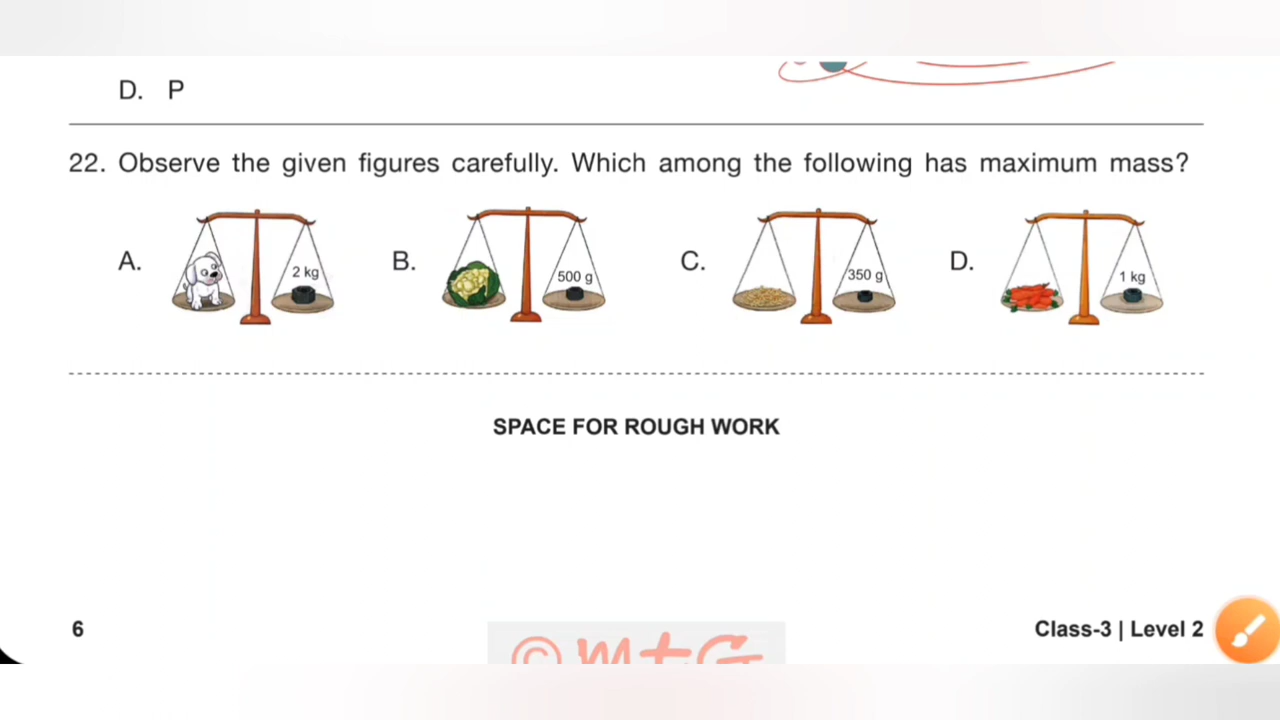 D. P
22. Observe the given figures carefully. Which among the following has maximum mass?
A. 2 kg B. 500 g C. 350 g D. 1 kg
SPACE FOR ROUGH WORK
6 Class-3 | Level 2
© MtG